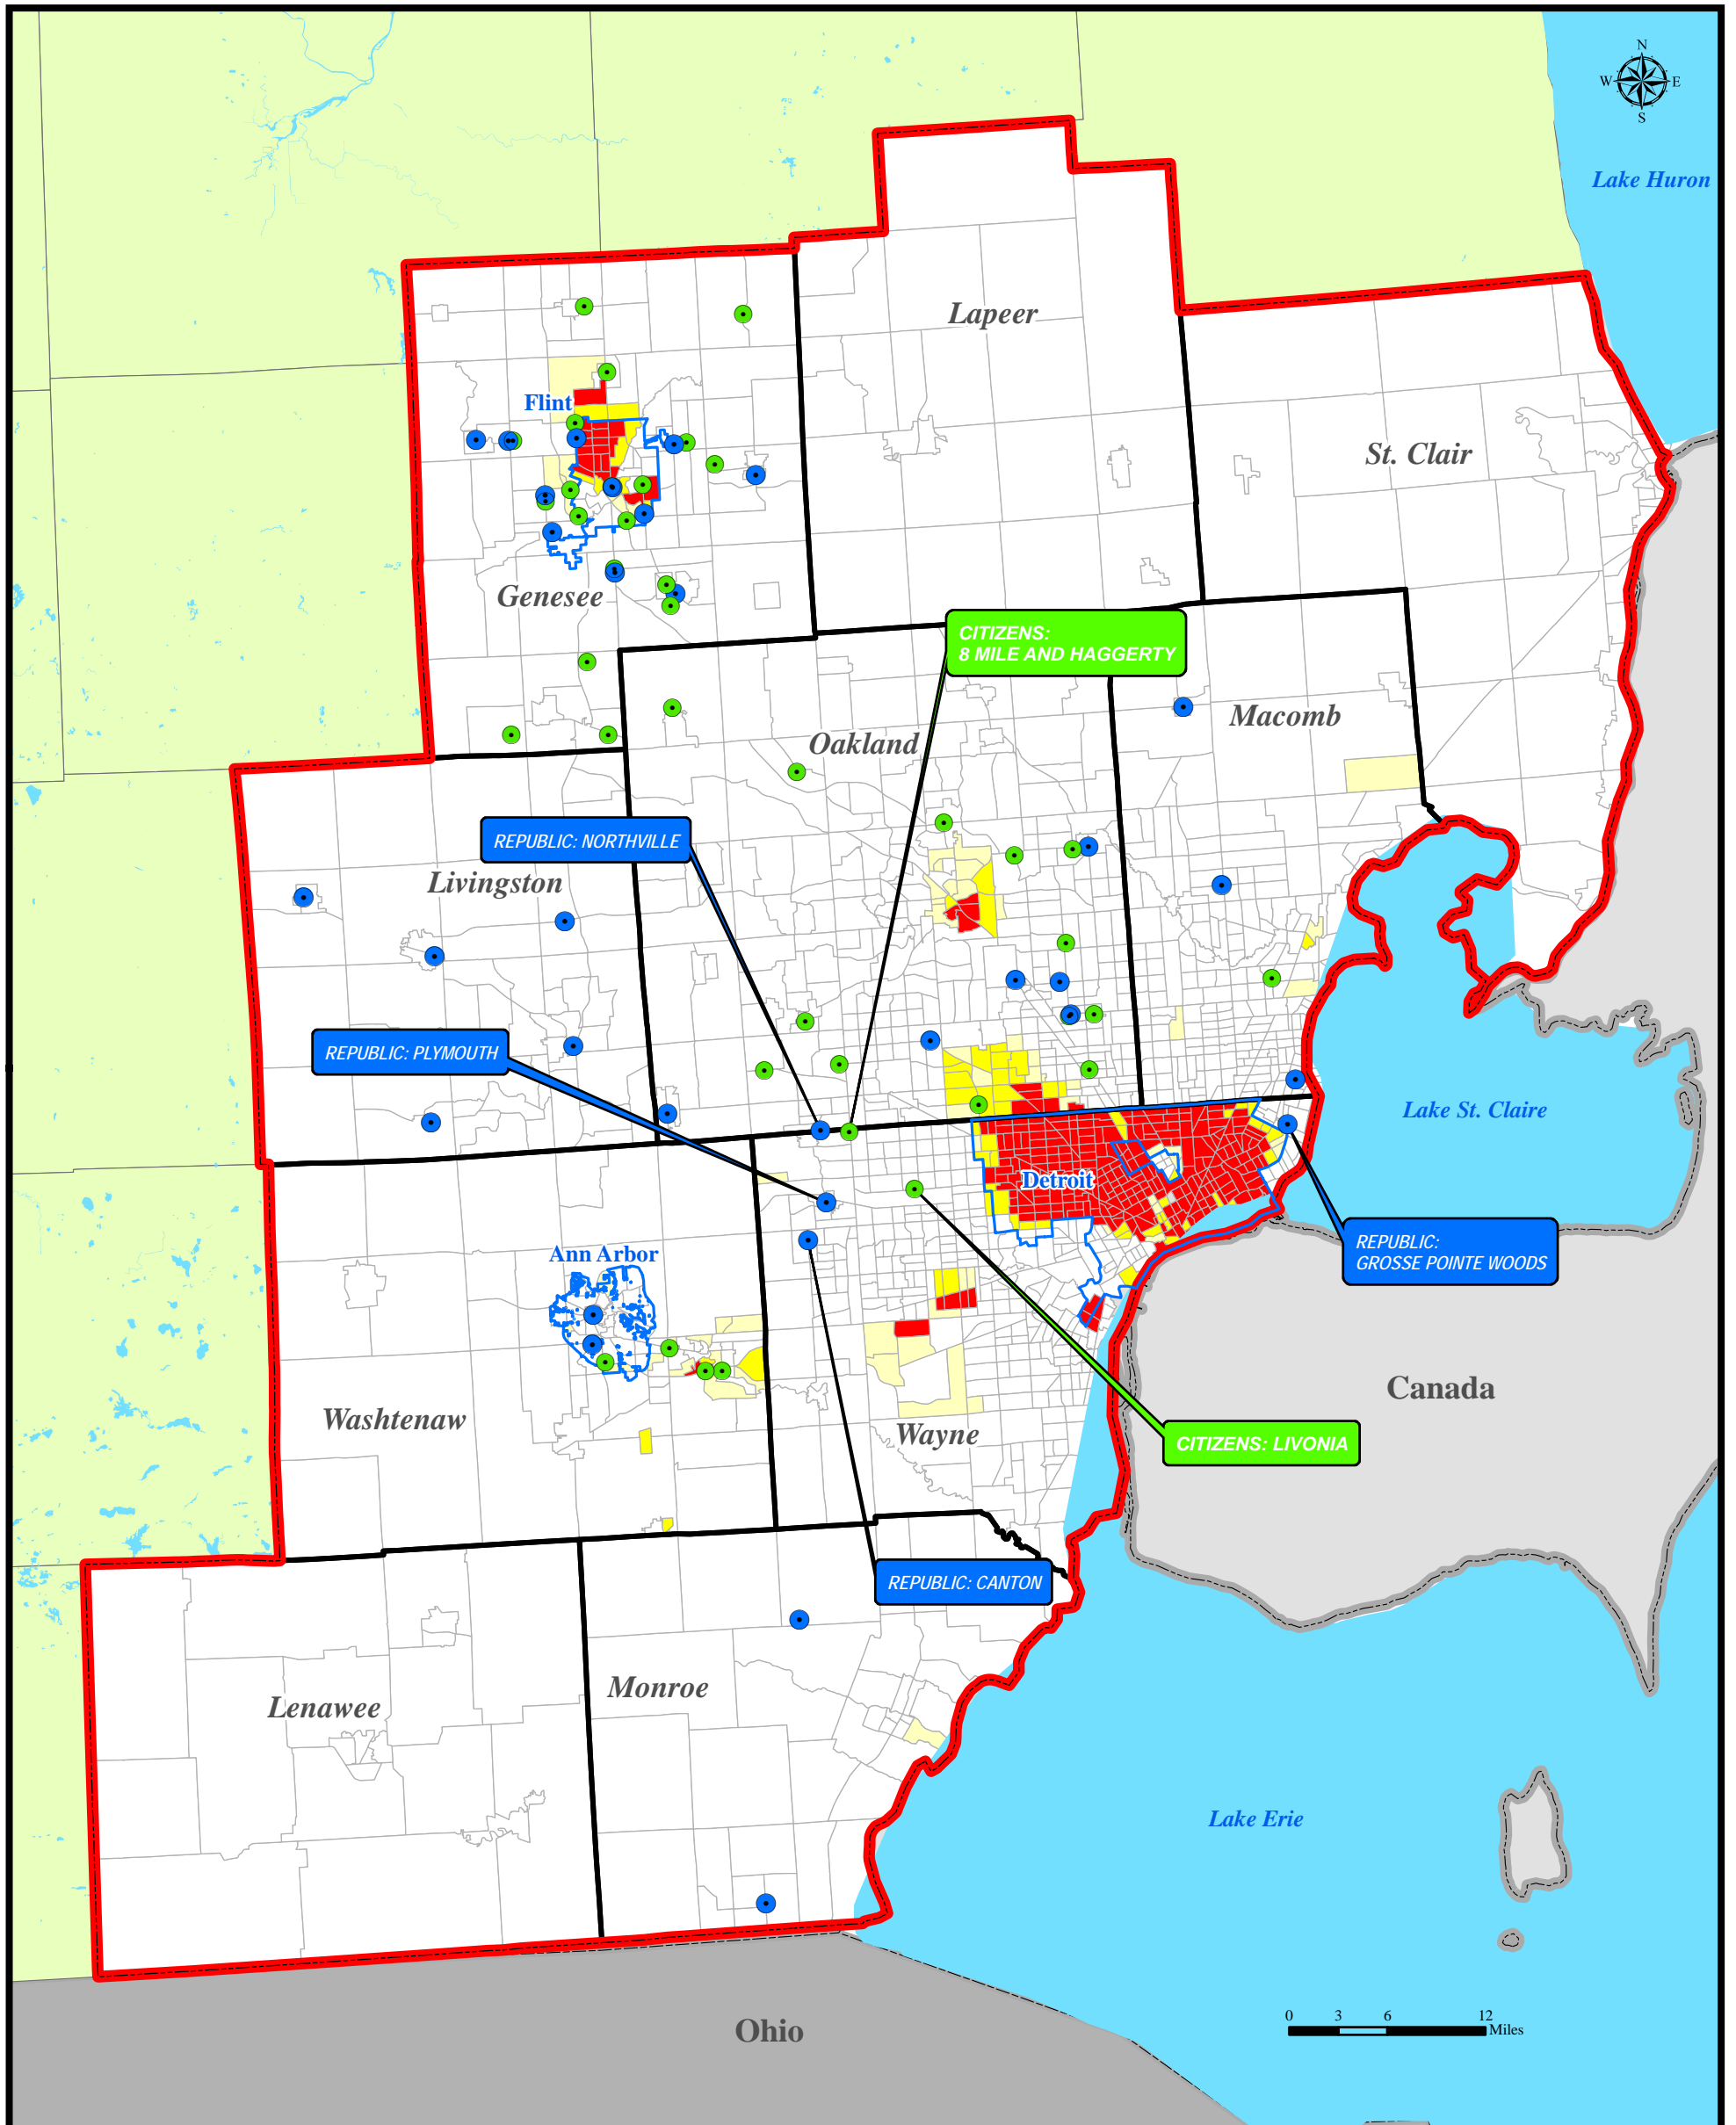 N
W
E
S
Lake Huron
Lapeer
Flint
St. Clair
Genesee
CITIZENS:
8 MILE AND HAGGERTY
Macomb
Oakland
REPUBLIC: NORTHVILLE
Livingston
REPUBLIC: PLYMOUTH
Lake St. Claire
Detroit
REPUBLIC:
GROSSE POINTE WOODS
Ann Arbor
Canada
Washtenaw
Wayne
CITIZENS: LIVONIA
REPUBLIC: CANTON
Monroe
Lenawee
Lake Erie
0 3 6 12
Miles
Ohio